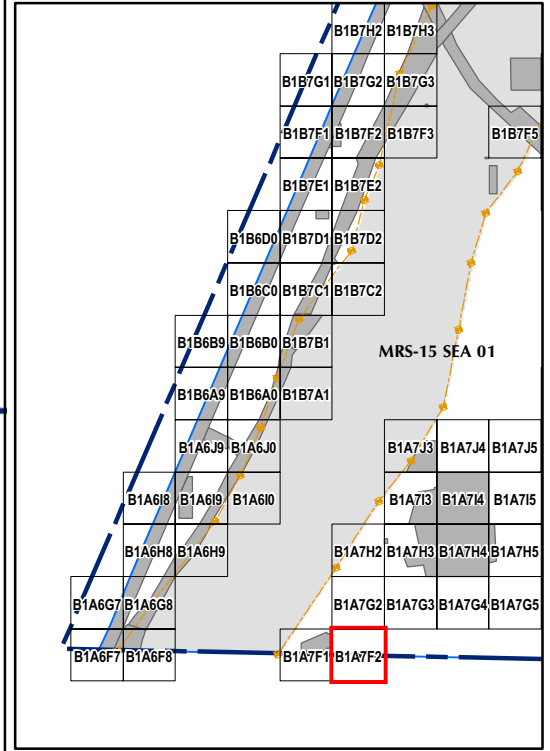 B1B7H2 B1B7H3
B1B7G1 B1B7G2 B1B7G3
B1B7F1 B1B7F2 B1B7F3 B1B7F5
B1B7E1 B1B7E2
B1B6D0 B1B7D1 B1B7D2
B1B6C0 B1B7C1 B1B7C2
B1B6B9 B1B6B0 B1B7B1
MRS-15 SEA 01
B1B6A9 B1B6A0 B1B7A1
B1A6J9 B1A6J0 B1A7J3 B1A7J4 B1A7J5
B1A6I8 B1A6I9 B1A6I0 B1A7I3 B1A7I4 B1A7I5
B1A6H8 B1A6H9 B1A7H2 B1A7H3 B1A7H4 B1A7H5
B1A6G7 B1A6G8 B1A7G2 B1A7G3 B1A7G4 B1A7G5
B1A6F7 B1A6F8 B1A7F1 B1A7F2